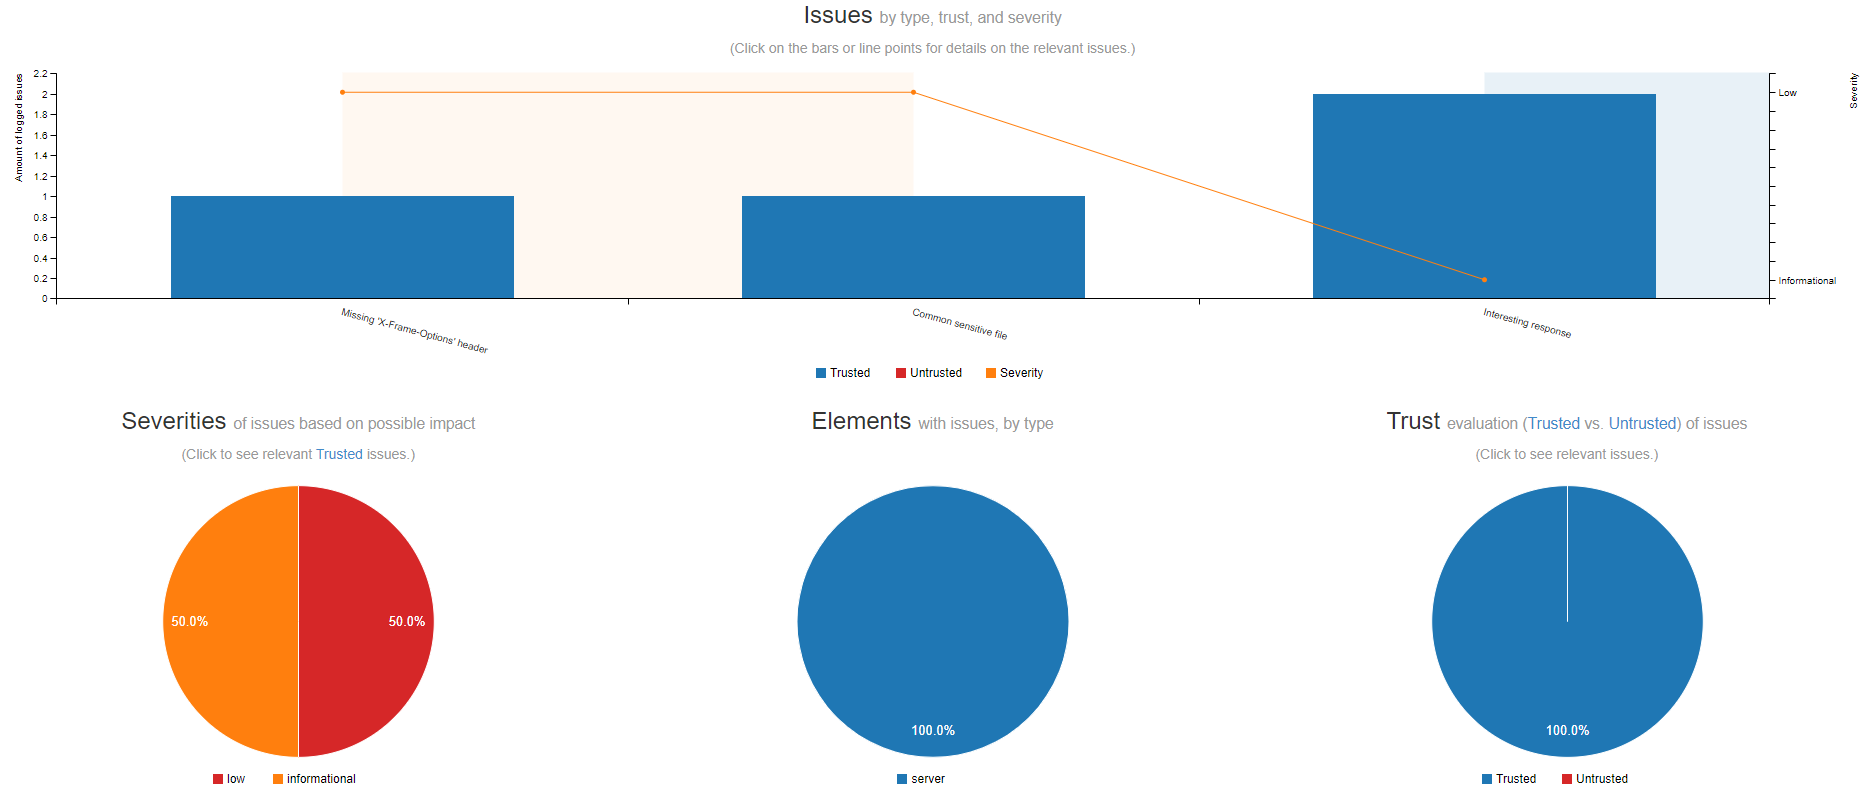 Issues by type, trust, and severity
(Click on the bars or line points for details on the relevant issues.)
Amount of logged issues
2.2
2
1.8
1.6
1.4
1.2
1
0.8
0.6
0.4
0.2
0
Severity
Low
Informational
Missing 'X-Frame-Options' header
Common sensitive file
Interesting response
Trusted Untrusted Severity
Severities of issues based on possible impact
(Click to see relevant Trusted issues.)
50.0% 50.0%
low informational
Elements with issues, by type
100.0%
server
Trust evaluation (Trusted vs. Untrusted) of issues
(Click to see relevant issues.)
100.0%
Trusted Untrusted